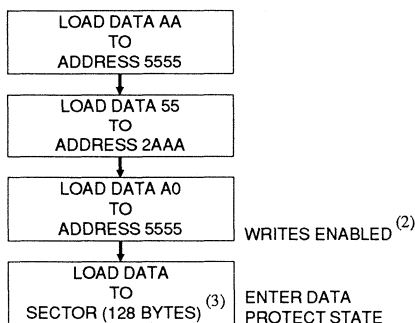 LOAD DATA AA
TO
ADDRESS 5555
LOAD DATA 55
TO
ADDRESS 2AAA
LOAD DATA A0
TO
ADDRESS 5555
WRITES ENABLED (2)
LOAD DATA
TO
SECTOR (128 BYTES) (3)
ENTER DATA
PROTECT STATE